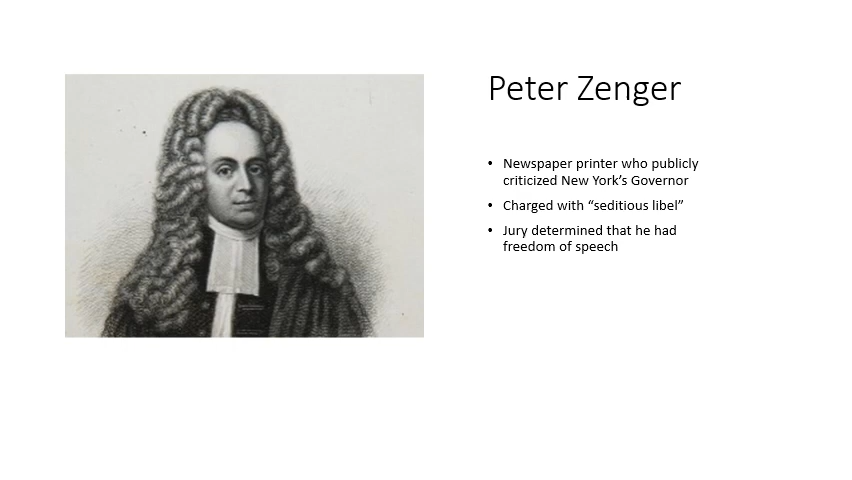 Peter Zenger
• Newspaper printer who publicly
criticized New York’s Governor
• Charged with “seditious libel”
• Jury determined that he had
freedom of speech